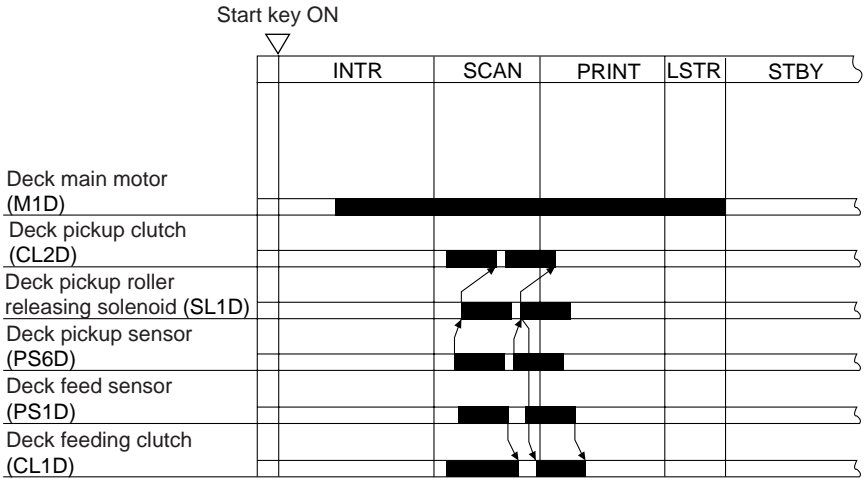 Start key ON
INTR SCAN PRINT LSTR STBY
Deck main motor
(M1D)
Deck pickup clutch
(CL2D)
Deck pickup roller
releasing solenoid (SL1D)
Deck pickup sensor
(PS6D)
Deck feed sensor
(PS1D)
Deck feeding clutch
(CL1D)